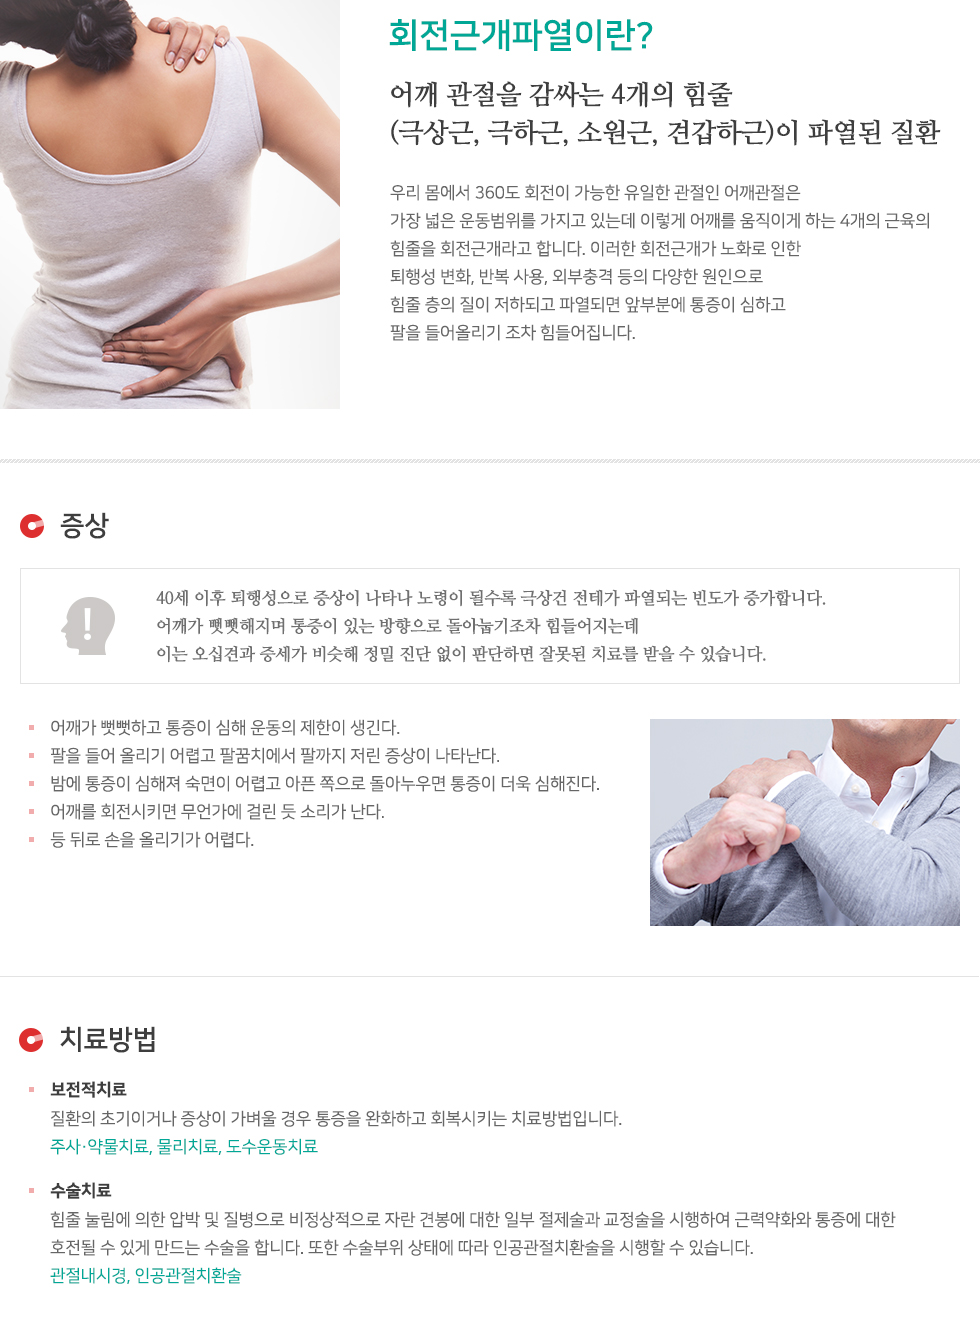 회전근개파열이란?
어깨 관절을 감싸는 4개의 힘줄
(극상근, 극하근, 소원근, 견갑하근)이 파열된 질환
우리 몸에서 360도 회전이 가능한 유일한 관절인 어깨관절은
가장 넓은 운동범위를 가지고 있는데 이렇게 어깨를 움직이게 하는 4개의 근육의
힘줄을 회전근개라고 합니다. 이러한 회전근개가 노화로 인한
퇴행성 변화, 반복 사용, 외부충격 등의 다양한 원인으로
힘줄 층의 질이 저하되고 파열되면 앞부분에 통증이 심하고
팔을 들어올리기 조차 힘들어집니다.
증상
40세 이후 퇴행성으로 증상이 나타나 노령이 될수록 극상건 전테가 파열되는 빈도가 증가합니다.
어깨가 뻣뻣해지며 통증이 있는 방향으로 돌아눕기조차 힘들어지는데
이는 오십견과 증세가 비슷해 정밀 진단 없이 판단하면 잘못된 치료를 받을 수 있습니다.
어깨가 뻣뻣하고 통증이 심해 운동의 제한이 생긴다.
팔을 들어 올리기 어렵고 팔꿈치에서 팔까지 저린 증상이 나타난다.
밤에 통증이 심해져 숙면이 어렵고 아픈 쪽으로 돌아누우면 통증이 더욱 심해진다.
어깨를 회전시키면 무언가에 걸린 듯 소리가 난다.
등 뒤로 손을 올리기가 어렵다.
치료방법
보전적치료
질환의 초기이거나 증상이 가벼울 경우 통증을 완화하고 회복시키는 치료방법입니다.
주사·약물치료, 물리치료, 도수운동치료
수술치료
힘줄 눌림에 의한 압박 및 질병으로 비정상적으로 자란 견봉에 대한 일부 절제술과 교정술을 시행하여 근력약화와 통증에 대한
호전될 수 있게 만드는 수술을 합니다. 또한 수술부위 상태에 따라 인공관절치환술을 시행할 수 있습니다.
관절내시경, 인공관절치환술